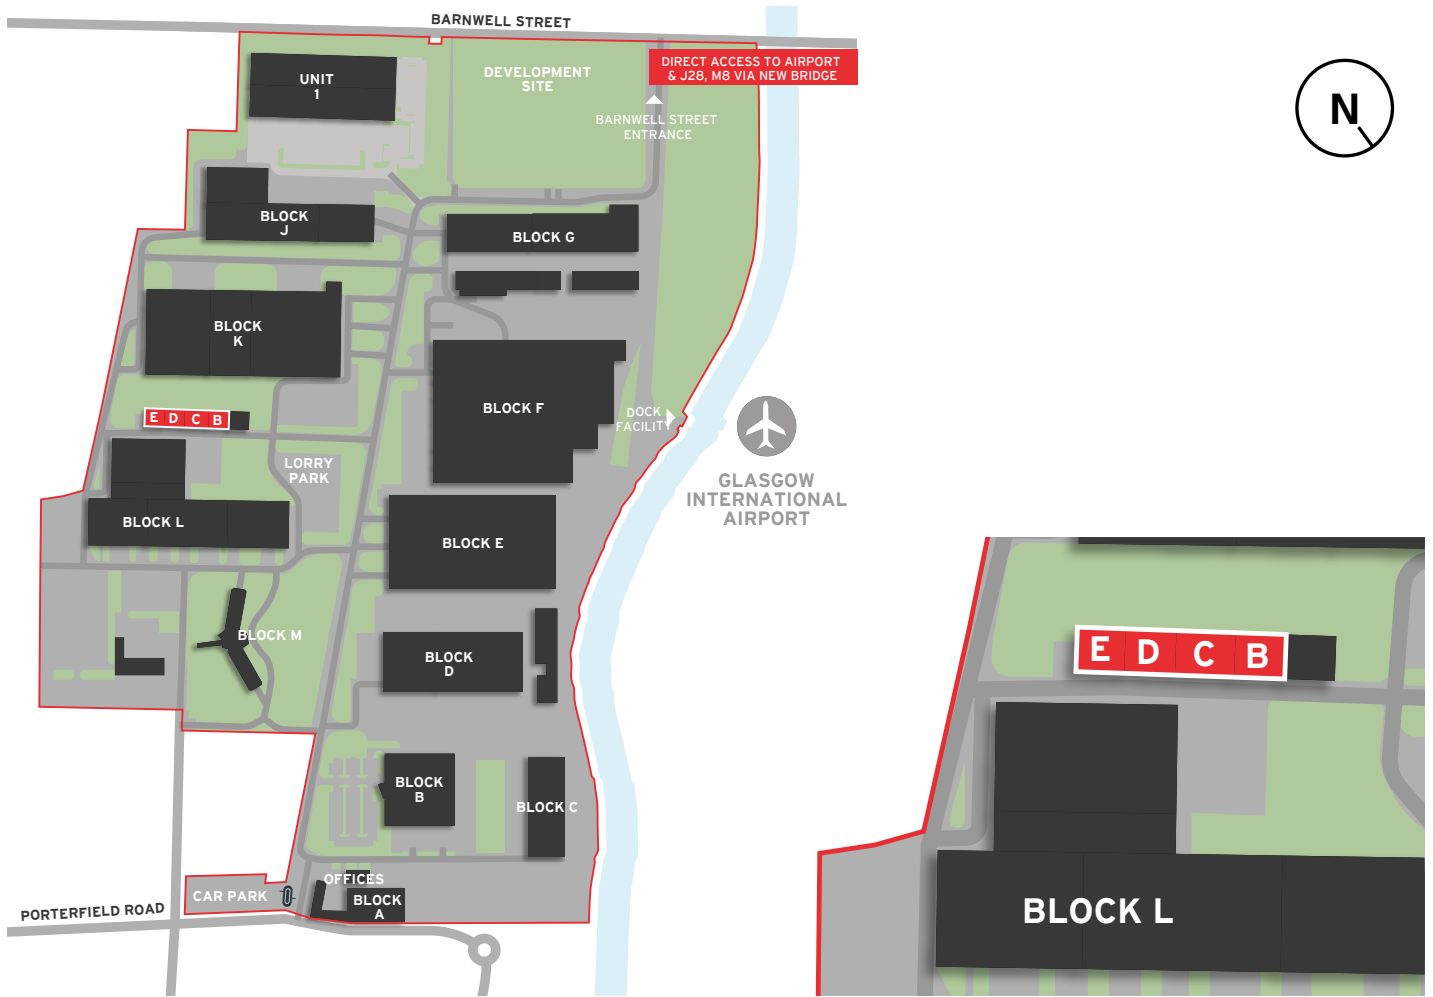 BARNWELL STREET
DIRECT ACCESS TO AIRPORT
& J28, M8 VIA NEW BRIDGE
UNIT
1
DEVELOPMENT
SITE
BARNWELL STREET
ENTRANCE
N
BLOCK
J
BLOCK G
BLOCK
K
BLOCK F
DOCK
FACILITY
E D C B
LORRY
PARK
GLASGOW
INTERNATIONAL
AIRPORT
BLOCK L
BLOCK E
BLOCK M
BLOCK
D
BLOCK
B
BLOCK C
OFFICES
BLOCK
A
CAR PARK
PORTERFIELD ROAD
E D C B
BLOCK L